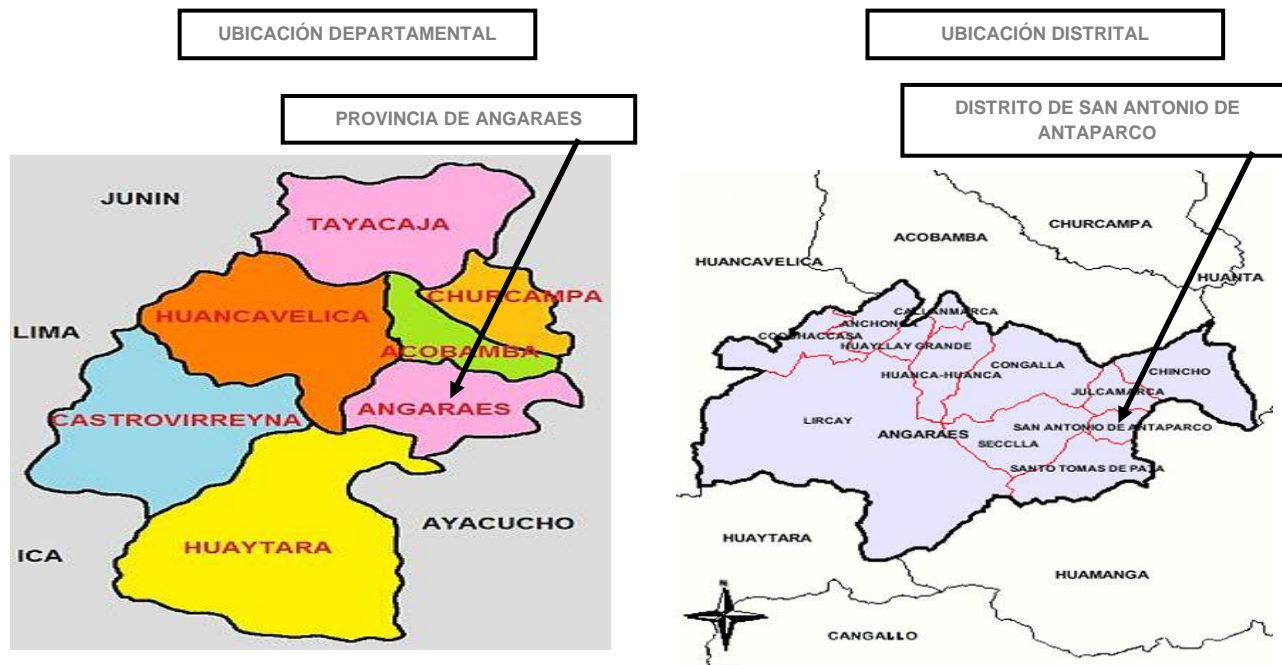 UBICACIÓN DEPARTAMENTAL
UBICACIÓN DISTRITAL
PROVINCIA DE ANGARAES
DISTRITO DE SAN ANTONIO DE
ANTAPARCO
JUNIN
TAYACAJA
CHURCAMPA
HUANCAVELICA
LIMA
ACOBAMBA
ANGARAES
CASTROVIRREYNA
AYACUCHO
HUAYTARA
ICA
CHURCAMPA
ACOBAMBA
HUANCAVELICA
HUANTA
CALLANMARCA
ANCHONGA
CCOCHACCASA
HUAYLLAY GRANDE
CONGALLA
CHINCHO
HUANCA-HUANCA
JULCAMARCA
LIRCAY
SAN ANTONIO DE ANTAPARCO
ANGARAES
SECCLLA
SANTO TOMAS DE PATA
HUAYTARA
HUAMANGA
N
CANGALLO